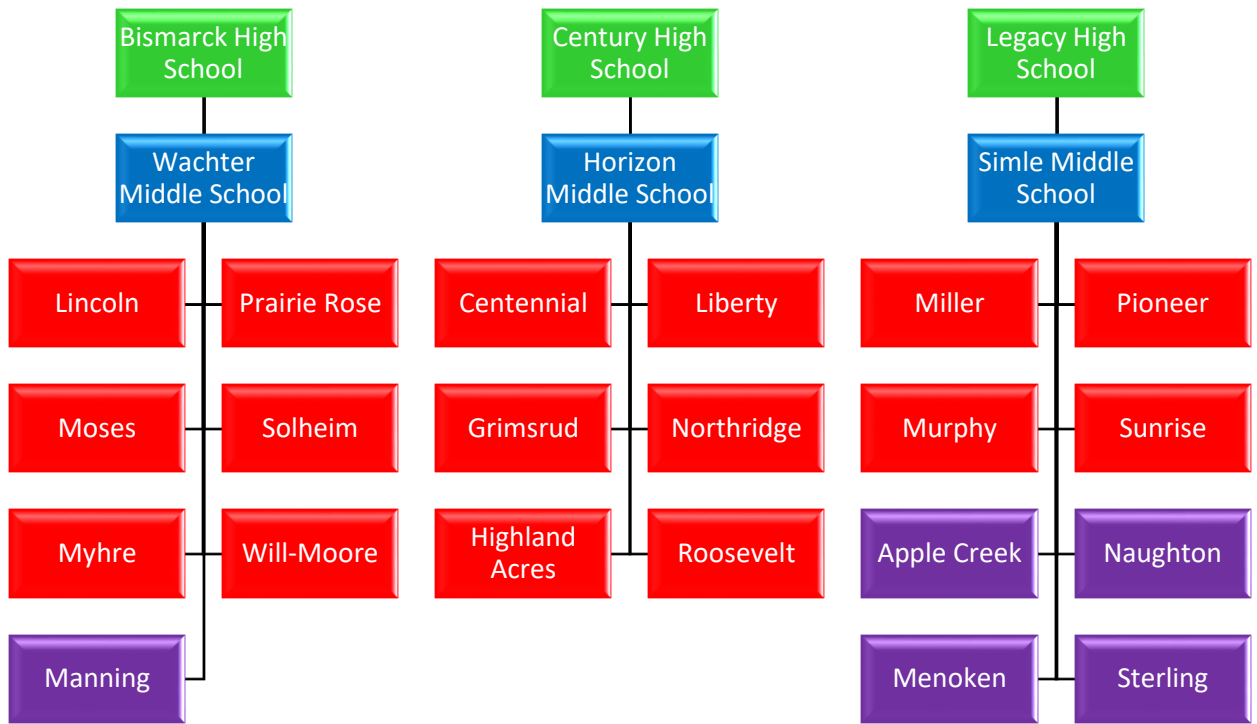 Bismarck High
School
Century High
School
Legacy High
School
Wachter
Middle School
Horizon
Middle School
Simle Middle
School
Lincoln
Prairie Rose
Centennial
Liberty
Miller
Pioneer
Moses
Solheim
Grimsrud
Northridge
Murphy
Sunrise
Myhre
Will-Moore
Highland
Acres
Roosevelt
Apple Creek
Naughton
Manning
Menoken
Sterling